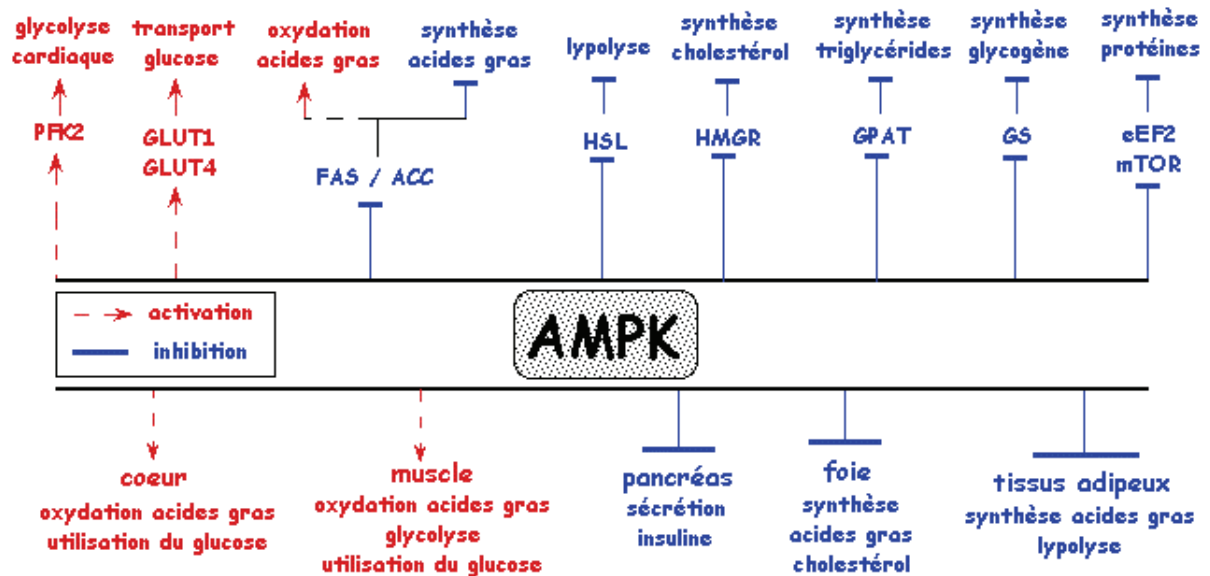 glycolyse
cardiaque
transport
glucose
oxydation
acides gras
synthèse
acides gras
lypolyse
synthèse
cholestérol
synthèse
triglycérides
synthèse
glycogène
synthèse
protéines
PFK2
GLUT1
GLUT4
FAS / ACC
HSL
HMGR
GPAT
GS
eEF2
mTOR
activation
inhibition
AMPK
coeur
oxydation acides gras
utilisation du glucose
muscle
oxydation acides gras
glycolyse
utilisation du glucose
pancréas
sécrétion
insuline
foie
synthèse
acides gras
cholestérol
tissus adipeux
synthèse acides gras
lypolyse